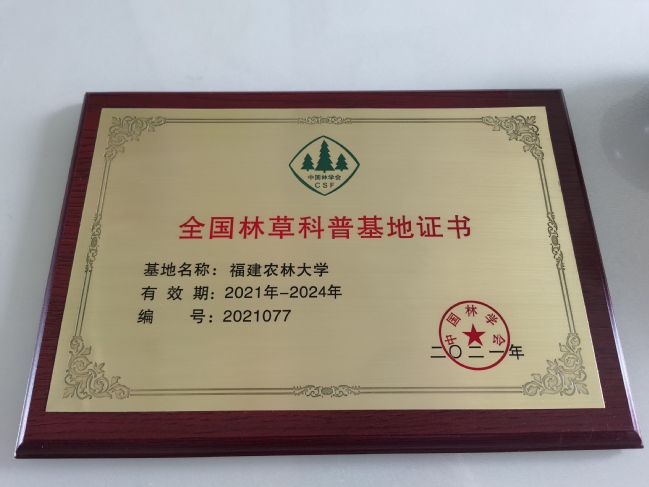 中国林学会
CSF
全国林草科普基地证书
基地名称：福建农林大学
有 效 期：2021年-2024年
编 号：2021077
中国林学会
二〇二一年